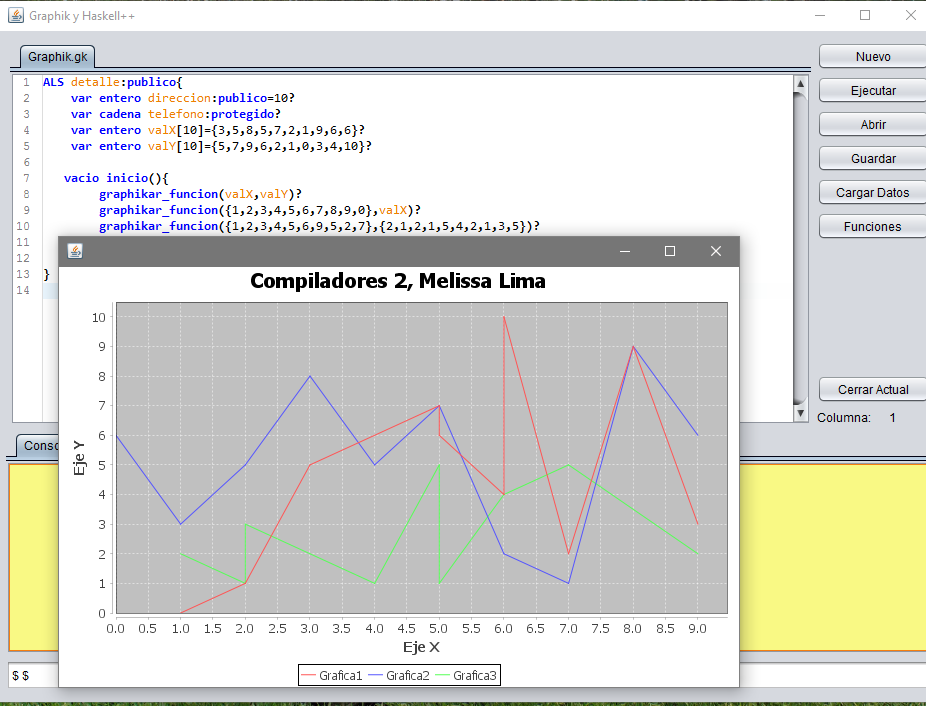 Graphik y Haskell++
Graphik.gk
1 ALS detalle:publico{
2 var entero direccion:publico=10?
3 var cadena telefono:protegido?
4 var entero valX[10]={3,5,8,5,7,2,1,9,6,6}?
5 var entero valY[10]={5,7,9,6,2,1,0,3,4,10}?
6
7 vacio inicio(){
8 graphikar_funcion(valX,valY)?
9 graphikar_funcion({1,2,3,4,5,6,7,8,9,0},valX)?
10 graphikar_funcion({1,2,3,4,5,6,9,5,2,7},{2,1,2,1,5,4,2,1,3,5})?
11
12
13 }
14
Nuevo
Ejecutar
Abrir
Guardar
Cargar Datos
Funciones
Cerrar Actual
Columna: 1
Conso
$ $
Compiladores 2, Melissa Lima
Eje Y
10
9
8
7
6
5
4
3
2
1
0
0.0 0.5 1.0 1.5 2.0 2.5 3.0 3.5 4.0 4.5 5.0 5.5 6.0 6.5 7.0 7.5 8.0 8.5 9.0
Eje X
Grafica1 Grafica2 Grafica3